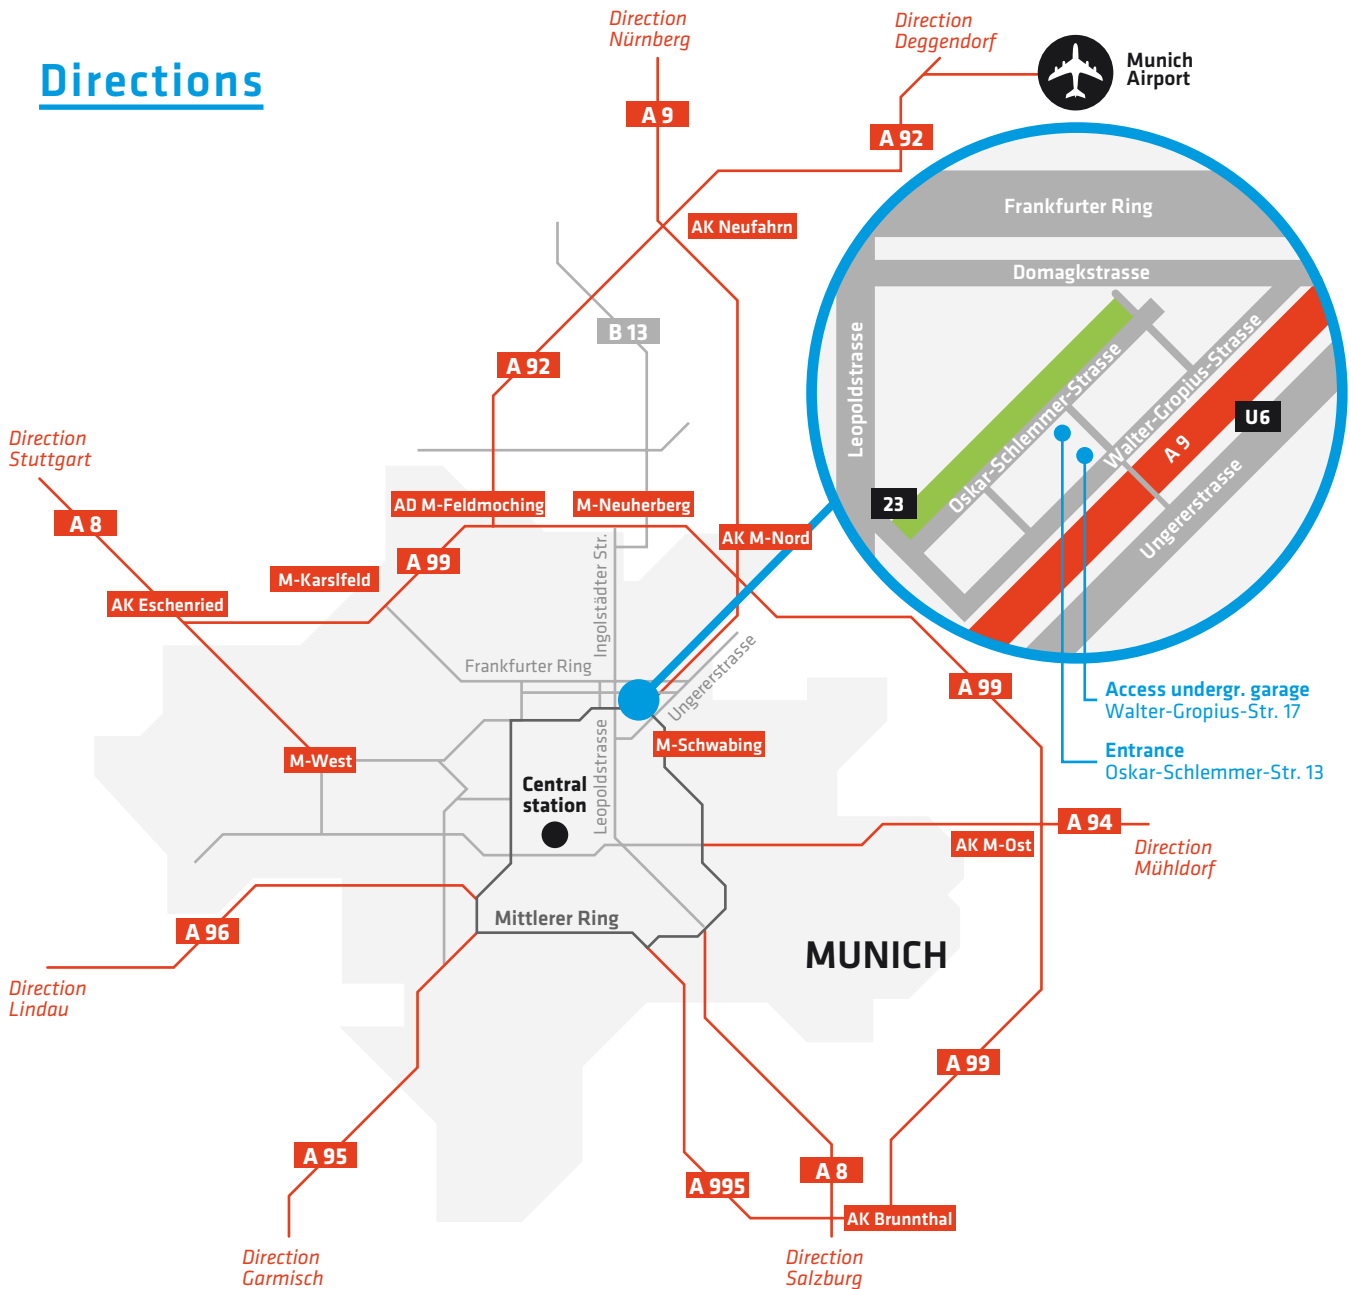 Directions
Direction
Nürnberg
Direction
Deggendorf
Munich
Airport
A 9
A 92
AK Neufahrn
Frankfurter Ring
Domagkstrasse
Leopoldstrasse
Oskar-Schlemmer-Strasse
Walter-Gropius-Strasse
A 9
U6
Ungererstrasse
23
B 13
A 92
Direction
Stuttgart
A 8
AD M-Feldmoching
M-Neuherberg
AK M-Nord
A 99
M-Karslfeld
AK Eschenried
Ingolstädter Str.
Frankfurter Ring
Ungererstrasse
A 99
Access undergr. garage
Walter-Gropius-Str. 17
Entrance
Oskar-Schlemmer-Str. 13
M-West
M-Schwabing
Leopoldstrasse
Central
station
A 94
AK M-Ost
Direction
Mühldorf
Mittlerer Ring
A 96
MUNICH
Direction
Lindau
A 99
A 95
A 8
A 995
AK Brunnthal
Direction
Garmisch
Direction
Salzburg